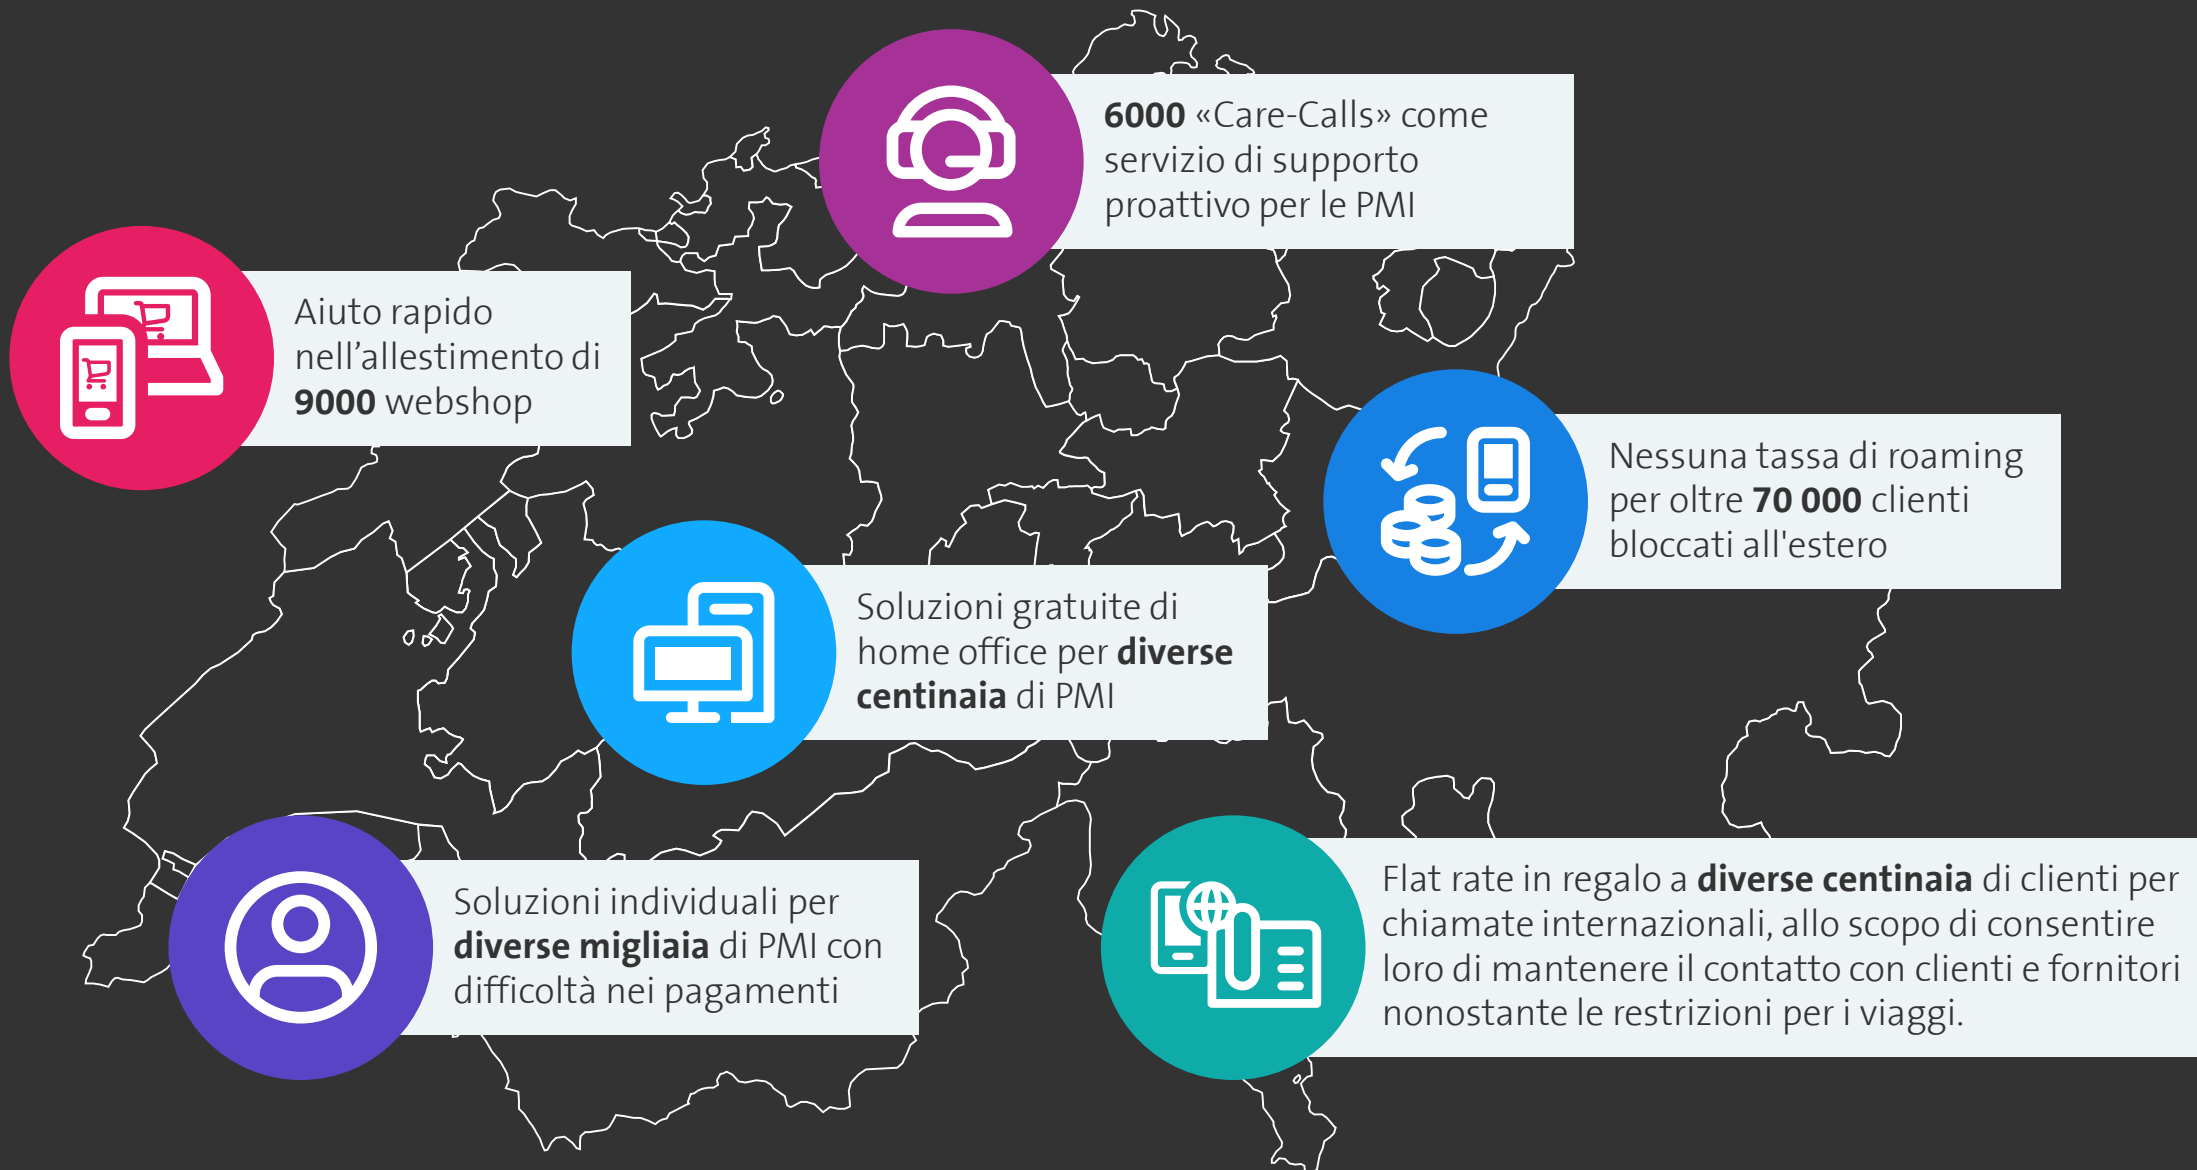 6000 «Care-Calls» come
servizio di supporto
proattivo per le PMI
Aiuto rapido
nell’allestimento di
9000 webshop
Nessuna tassa di roaming
per oltre 70 000 clienti
bloccati all'estero
Soluzioni gratuite di
home office per diverse
centinaia di PMI
Soluzioni individuali per
diverse migliaia di PMI con
difficoltà nei pagamenti
Flat rate in regalo a diverse centinaia di clienti per
chiamate internazionali, allo scopo di consentire
loro di mantenere il contatto con clienti e fornitori
nonostante le restrizioni per i viaggi.